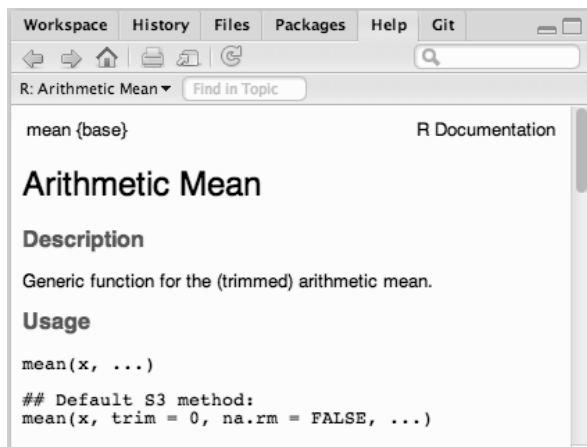 Workspace History Files Packages Help Git
R: Arithmetic Mean Find in Topic
mean {base} R Documentation
Arithmetic Mean
Description
Generic function for the (trimmed) arithmetic mean.
Usage
mean(x, ...)
## Default S3 method:
mean(x, trim = 0, na.rm = FALSE, ...)